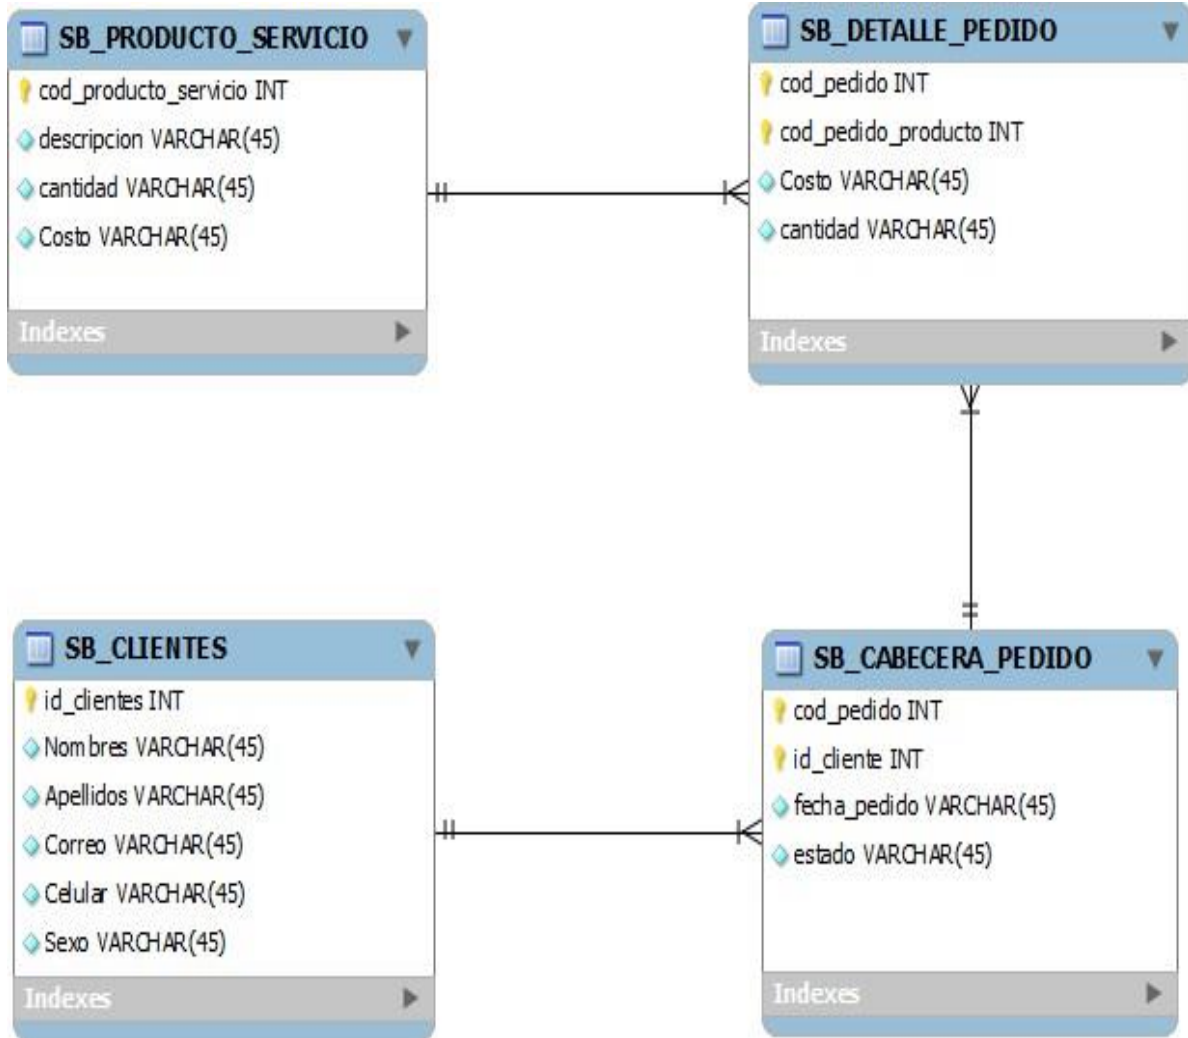 SB_PRODUCTO_SERVICIO
cod_producto_servicio INT
descripcion VARCHAR(45)
cantidad VARCHAR(45)
Costo VARCHAR(45)
Indexes
SB_DETALLE_PEDIDO
cod_pedido INT
cod_pedido_producto INT
Costo VARCHAR(45)
cantidad VARCHAR(45)
Indexes
SB_CLIENTES
id_clientes INT
Nombres VARCHAR(45)
Apellidos VARCHAR(45)
Correo VARCHAR(45)
Celular VARCHAR(45)
Sexo VARCHAR(45)
Indexes
SB_CABECERA_PEDIDO
cod_pedido INT
id_cliente INT
fecha_pedido VARCHAR(45)
estado VARCHAR(45)
Indexes